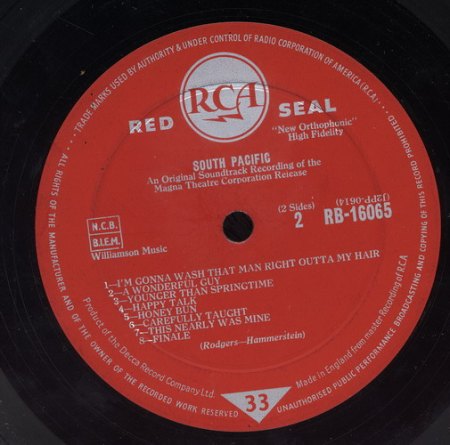 TRADE MARKS USED BY AUTHORITY & UNDER CONTROL OF RADIO CORPORATION OF AMERICA (RCA)
... ALL RIGHTS OF THE MANUFACTURER AND OF THE OWNER OF THE RECORDED WORK RESERVED
UNAUTHORISED PUBLIC PERFORMANCE BROADCASTING AND COPYING OF THIS RECORD PROHIBITED
RCA
RED SEAL
"New Orthophonic"
High Fidelity
SOUTH PACIFIC
An Original Soundtrack Recording of the
Magna Theatre Corporation Release
N.C.B.
B.I.E.M.
Williamson Music
(2 Sides)
2
(J2PP-0614)
RB-16065
1—I'M GONNA WASH THAT MAN RIGHT OUTTA MY HAIR
2—A WONDERFUL GUY
3—YOUNGER THAN SPRINGTIME
4—HAPPY TALK
5—HONEY BUN
6—CAREFULLY TAUGHT
7—THIS NEARLY WAS MINE
8—FINALE
(Rodgers—Hammerstein)
Product of the Decca Record Company Ltd.
Made in England from master Recording of RCA
33